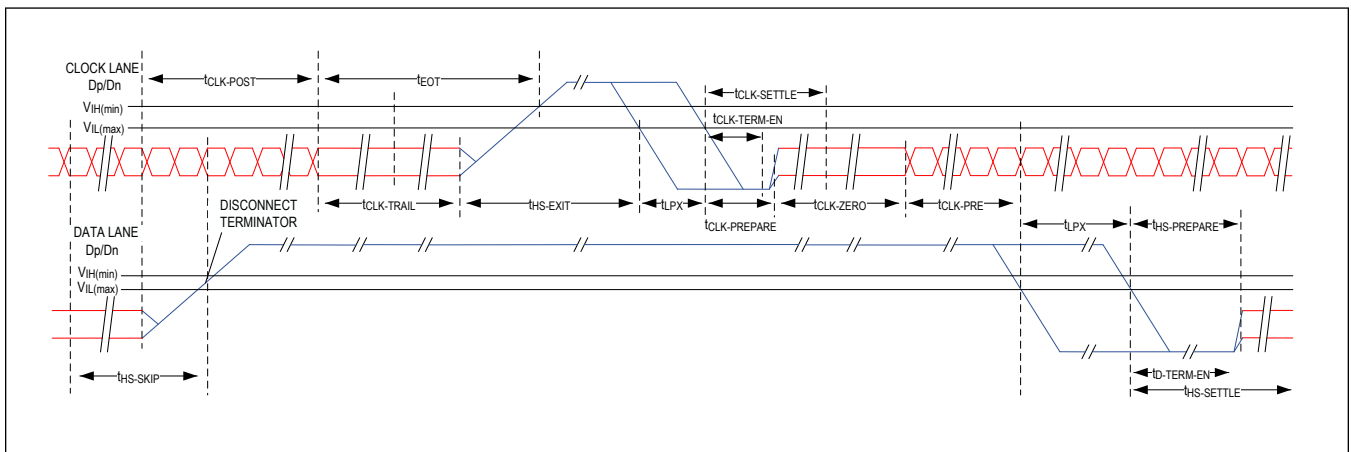 CLOCK LANE
Dp/Dn
tCLK-POST
tEOT
tCLK-SETTLE
VIH(min)
VIL(max)
tCLK-TERM-EN
tCLK-TRAIL
tHS-EXIT
tLPX
tCLK-PREPARE
tCLK-ZERO
tCLK-PRE
DISCONNECT
TERMINATOR
DATA LANE
Dp/Dn
tLPX
tHS-PREPARE
VIH(min)
VIL(max)
tHS-SKIP
tD-TERM-EN
tHS-SETTLE